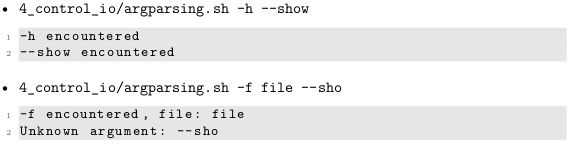 • 4_control_io/argparsing.sh -h --show
1 -h encountered
2 --show encountered
• 4_control_io/argparsing.sh -f file --sho
1 -f encountered, file: file
2 Unknown argument: --sho